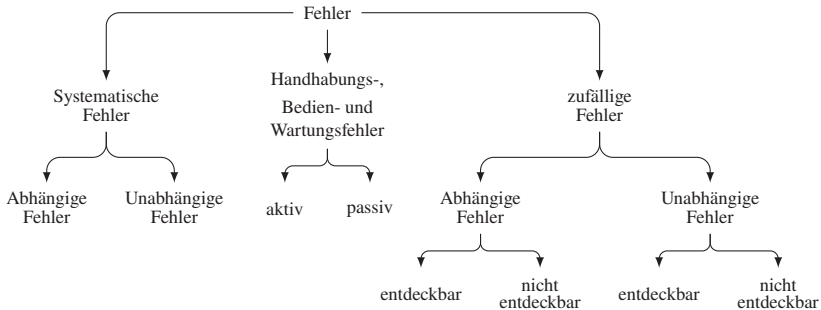 Fehler
Systematische
Fehler
Handhabungs-,
Bedien- und
Wartungsfehler
zufällige
Fehler
Abhängige
Fehler
Unabhängige
Fehler
aktiv
passiv
Abhängige
Fehler
Unabhängige
Fehler
entdeckbar
nicht
entdeckbar
entdeckbar
nicht
entdeckbar